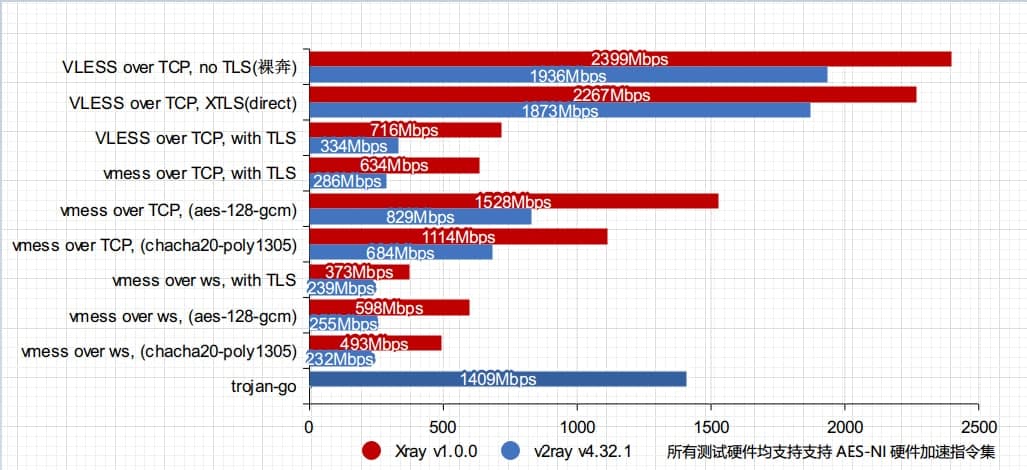 VLESS over TCP, no TLS(裸奔)
2399Mbps
1936Mbps
VLESS over TCP, XTLS(direct)
2267Mbps
1873Mbps
VLESS over TCP, with TLS
716Mbps
334Mbps
vmess over TCP, with TLS
634Mbps
286Mbps
vmess over TCP, (aes-128-gcm)
1528Mbps
829Mbps
vmess over TCP, (chacha20-poly1305)
1114Mbps
684Mbps
vmess over ws, with TLS
373Mbps
239Mbps
vmess over ws, (aes-128-gcm)
598Mbps
255Mbps
vmess over ws, (chacha20-poly1305)
493Mbps
232Mbps
trojan-go
1409Mbps
0 500 1000 1500 2000 2500
Xray v1.0.0 v2ray v4.32.1 所有测试硬件均支持支持 AES-NI 硬件加速指令集